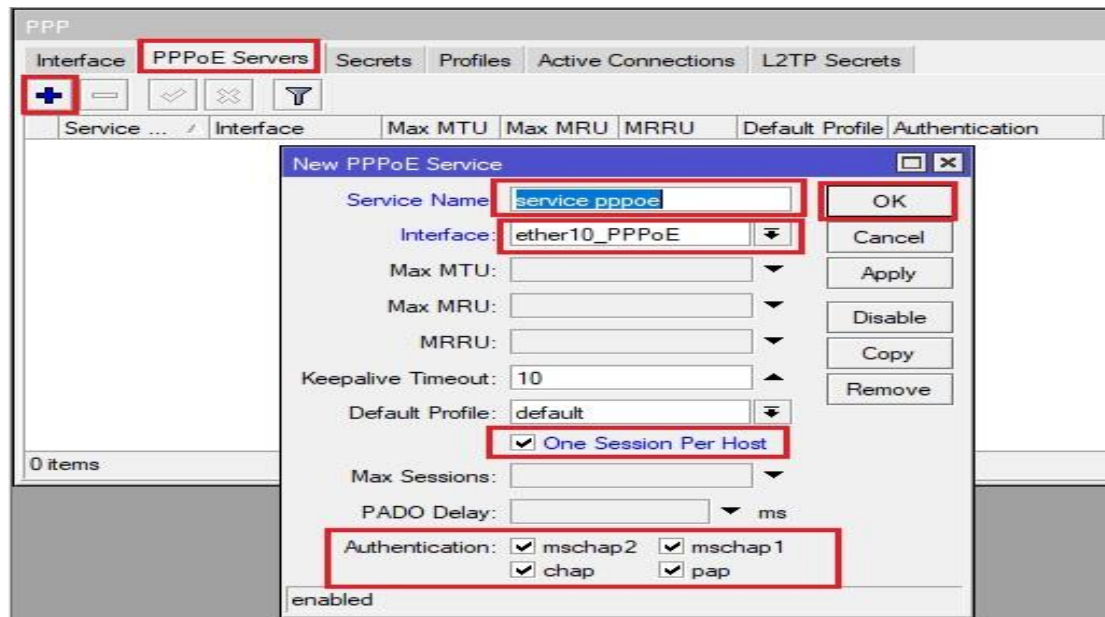 PPP
Interface PPPoE Servers Secrets Profiles Active Connections L2TP Secrets
Service ... Interface Max MTU Max MRU MRRU Default Profile Authentication
New PPPoE Service
Service Name: service pppoe
OK
Interface: ether10_PPPoE
Cancel
Max MTU:
Apply
Max MRU:
Disable
MRRU:
Copy
Keepalive Timeout: 10
Remove
Default Profile: default
One Session Per Host
0 items
Max Sessions:
PADO Delay: ms
Authentication: mschap2 mschap1
chap pap
enabled